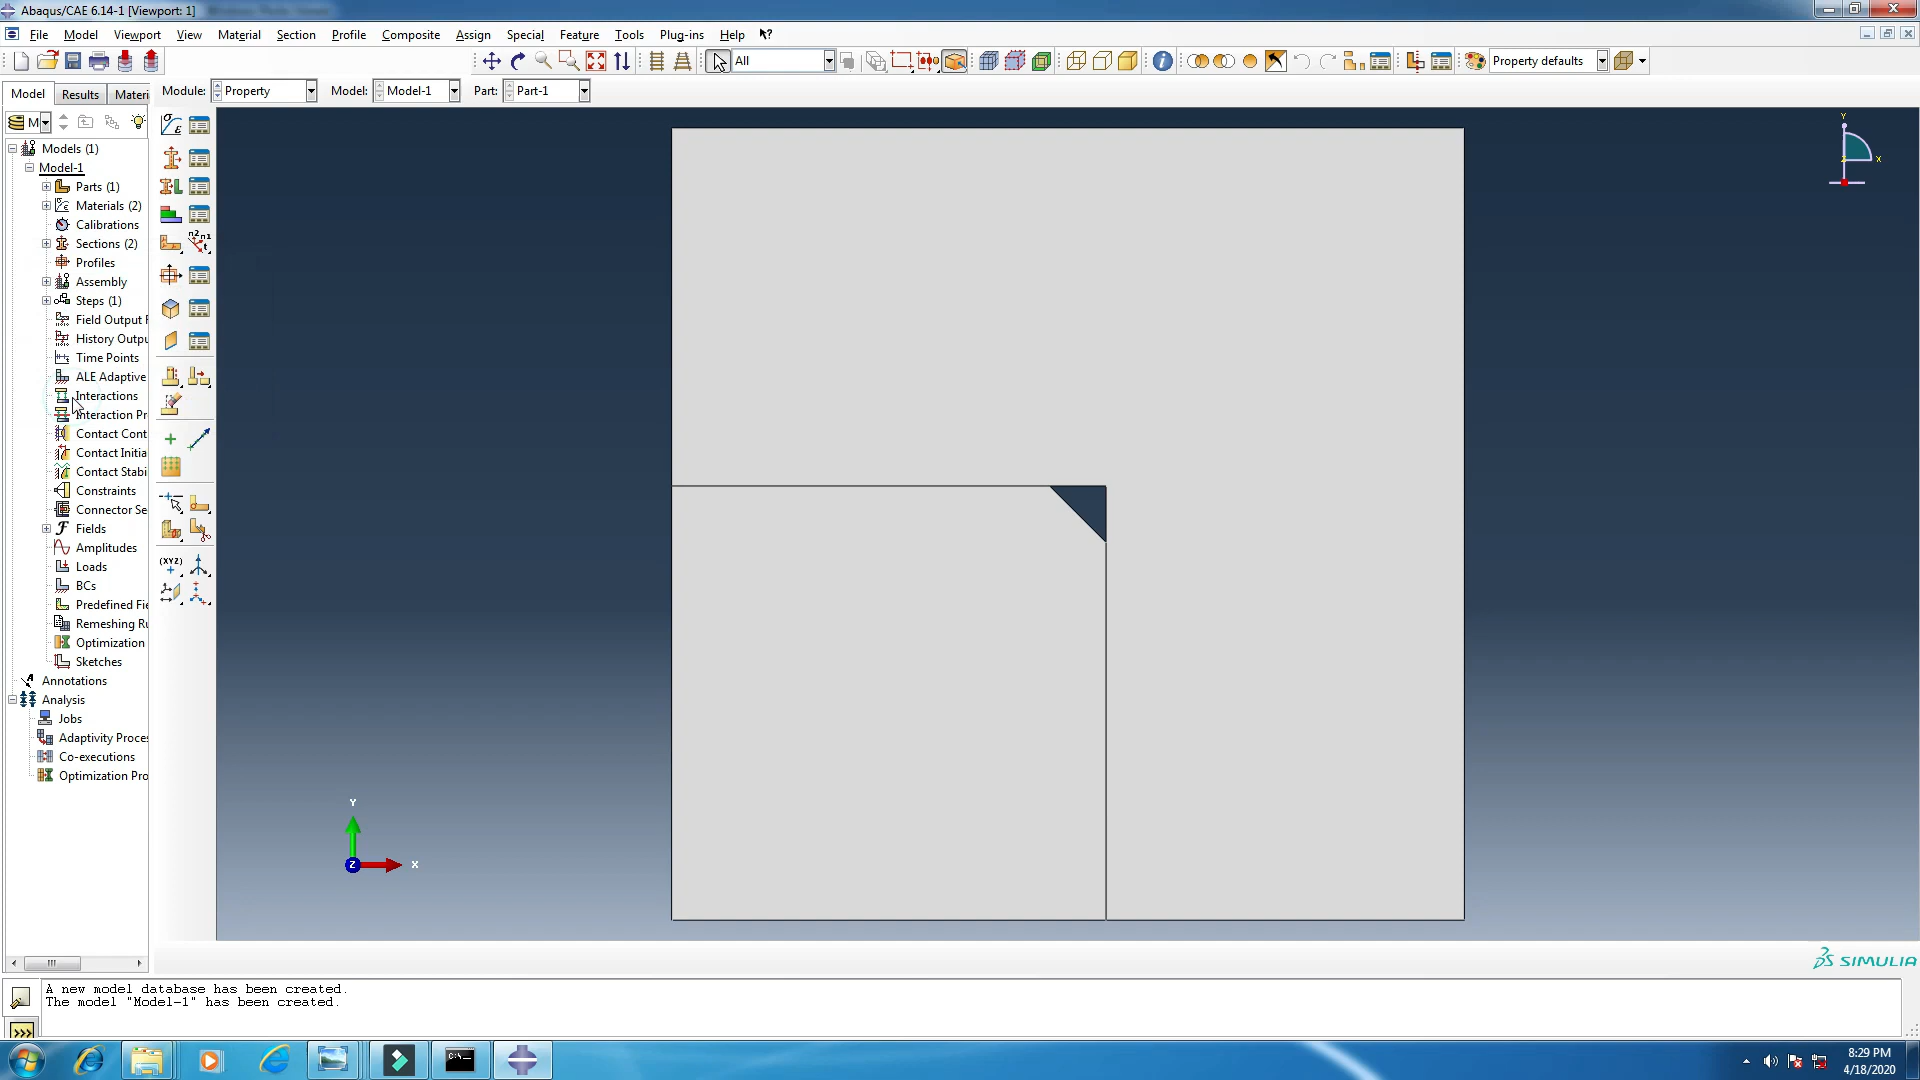 Abaqus/CAE 6.14-1 [Viewport: 1]
File Model Viewport View Material Section Profile Composite Assign Special Feature Tools Plug-ins Help
All
Property defaults
Model Results Materi
Module: Property Model: Model-1 Part: Part-1
M
Models (1)
Model-1
Parts (1)
Materials (2)
Calibrations
Sections (2)
Profiles
Assembly
Steps (1)
Field Output R
History Outpu
Time Points
ALE Adaptive
Interactions
Interaction Pr
Contact Cont
Contact Initia
Contact Stabi
Constraints
Connector Se
Fields
Amplitudes
Loads
BCs
Predefined Fie
Remeshing Ru
Optimization
Sketches
Annotations
Analysis
Jobs
Adaptivity Proces
Co-executions
Optimization Pro
n2 n1
t
(XYZ)
Y
X
Z
Y
Z
X
SIMULIA
A new model database has been created.
The model "Model-1" has been created.
>>>
C:\_
8:29 PM
4/18/2020